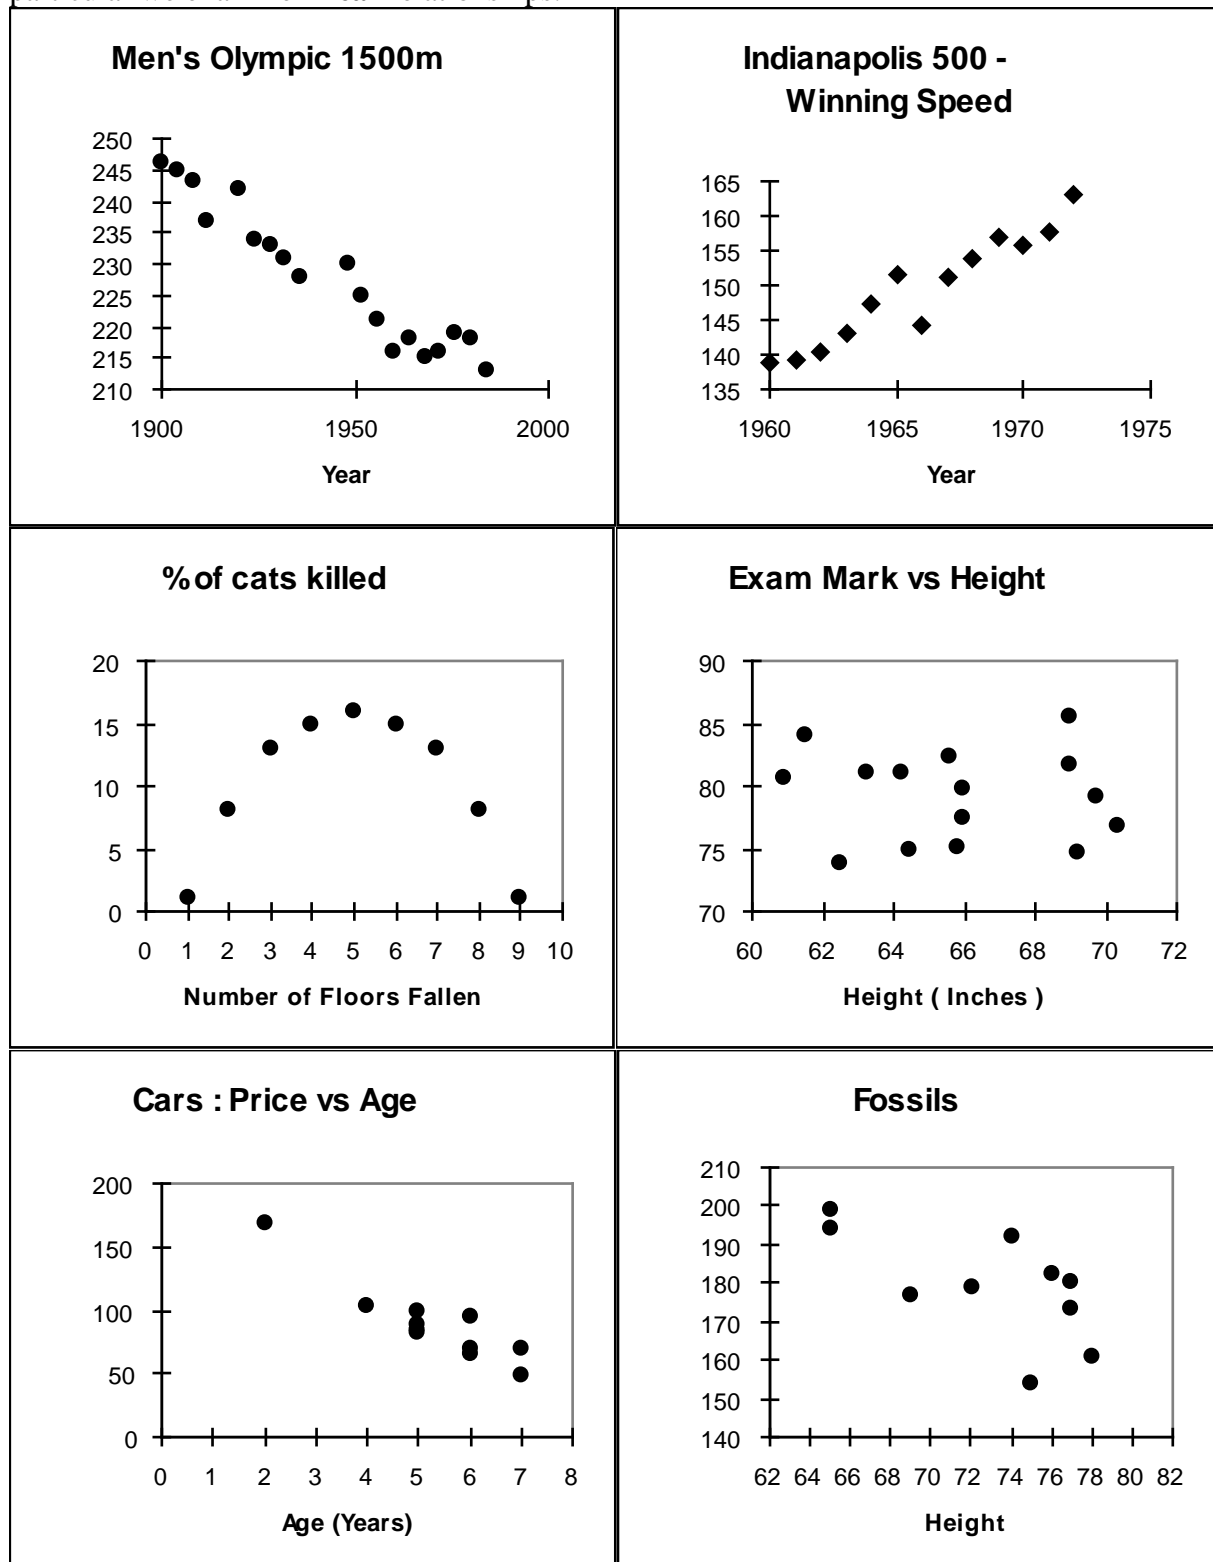 Men's Olympic 1500m
250
245
240
235
230
225
220
215
210
1900 1950 2000
Year
Indianapolis 500 -
Winning Speed
165
160
155
150
145
140
135
1960 1965 1970 1975
Year
% of cats killed
20
15
10
5
0
0 1 2 3 4 5 6 7 8 9 10
Number of Floors Fallen
Exam Mark vs Height
90
85
80
75
70
60 62 64 66 68 70 72
Height ( Inches )
Cars : Price vs Age
200
150
100
50
0
0 1 2 3 4 5 6 7 8
Age (Years)
Fossils
210
200
190
180
170
160
150
140
62 64 66 68 70 72 74 76 78 80 82
Height